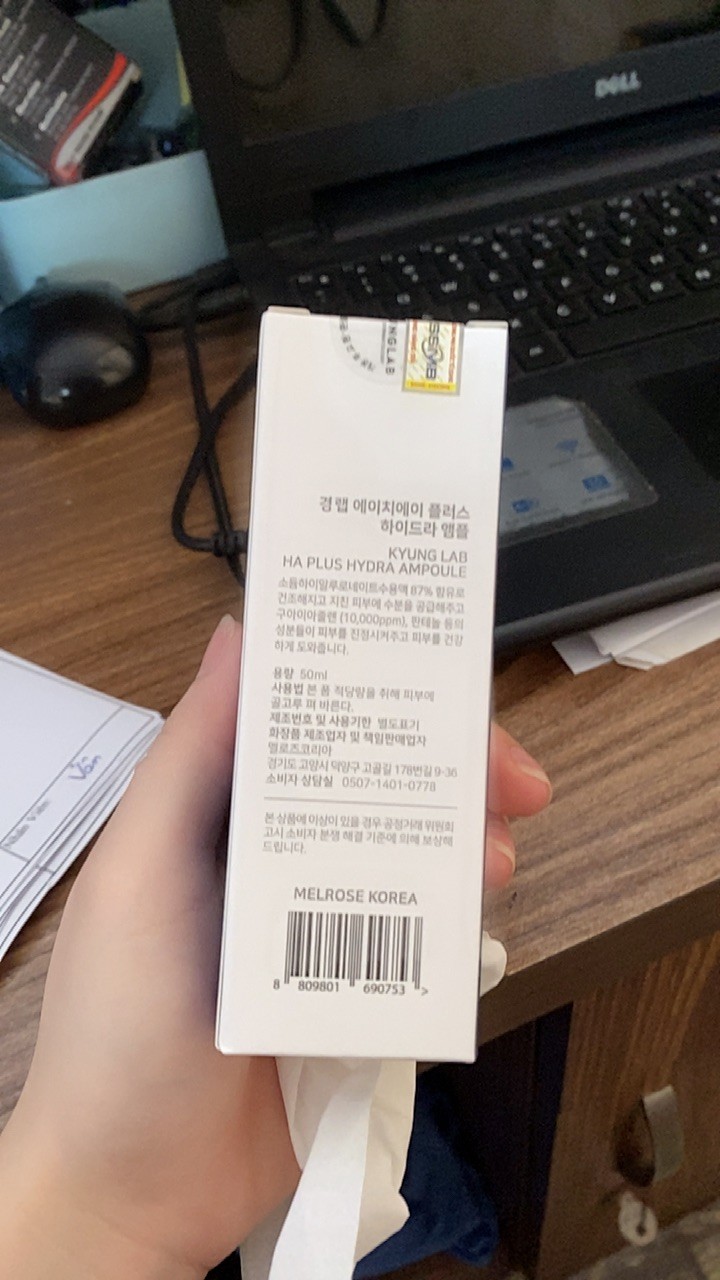 DELL
경랩 에이치에이 플러스
하이드라 앰플
KYUNG LAB
HA PLUS HYDRA AMPOULE
소듐하이알루로네이트수용액 87% 함유로
건조해지고 지친 피부에 수분을 공급해주고
구아이아줄렌 (10,000ppm), 판테놀 등의
성분들이 피부를 진정시켜주고 피부를 건강
하게 도와줍니다.
용량 50ml
사용법 본 품 적당량을 취해 피부에
골고루 펴 바른다.
제조번호 및 사용기한 별도표기
화장품 제조업자 및 책임판매업자
멜로즈코리아
경기도 고양시 덕양구 고골길 178번길 9-36
소비자 상담실 0507-1401-0778
본 상품에 이상이 있을 경우 공정거래 위원회
고시 소비자 분쟁 해결 기준에 의해 보상해
드립니다.
MELROSE KOREA
8 809801 690753 >